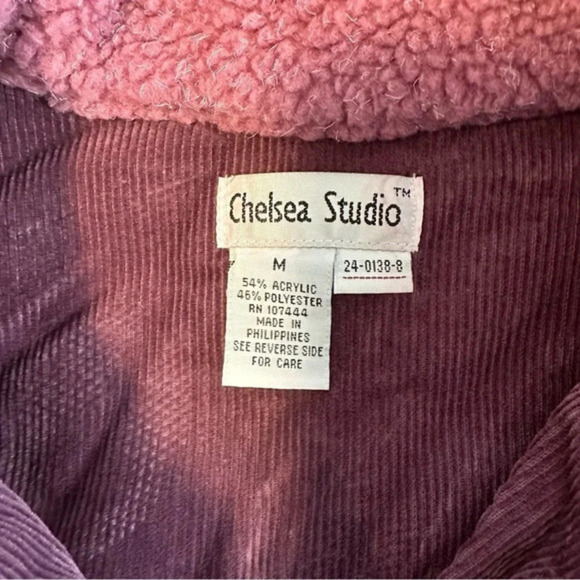 Chelsea Studio™
M
24-0138-8
54% ACRYLIC
46% POLYESTER
RN 107444
MADE IN
PHILIPPINES
SEE REVERSE SIDE
FOR CARE